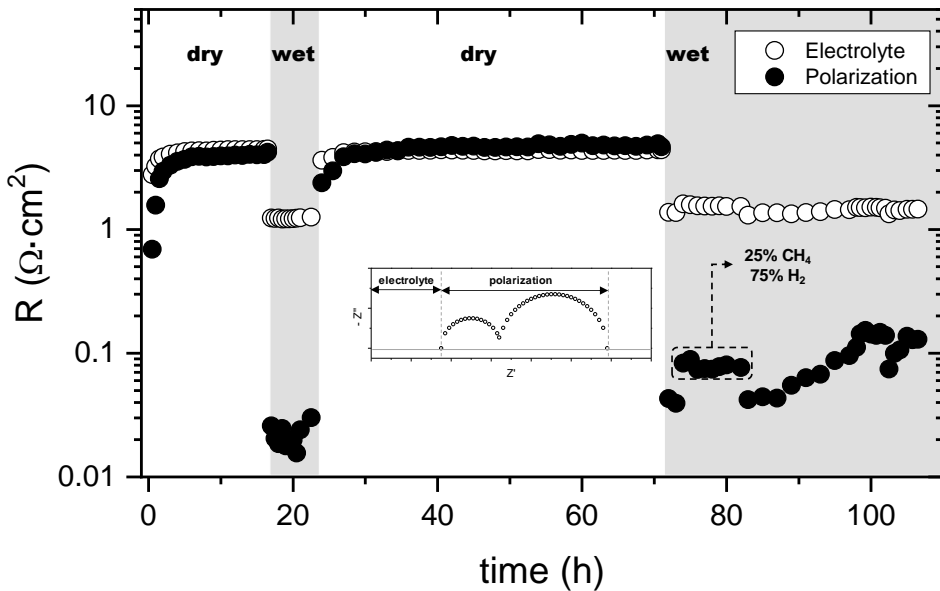 dry
wet
dry
wet
Electrolyte
Polarization
10
1
0.1
0.01
R (Ω·cm²)
25% CH₄
75% H₂
electrolyte
polarization
- Z"
Z'
0
20
40
60
80
100
time (h)